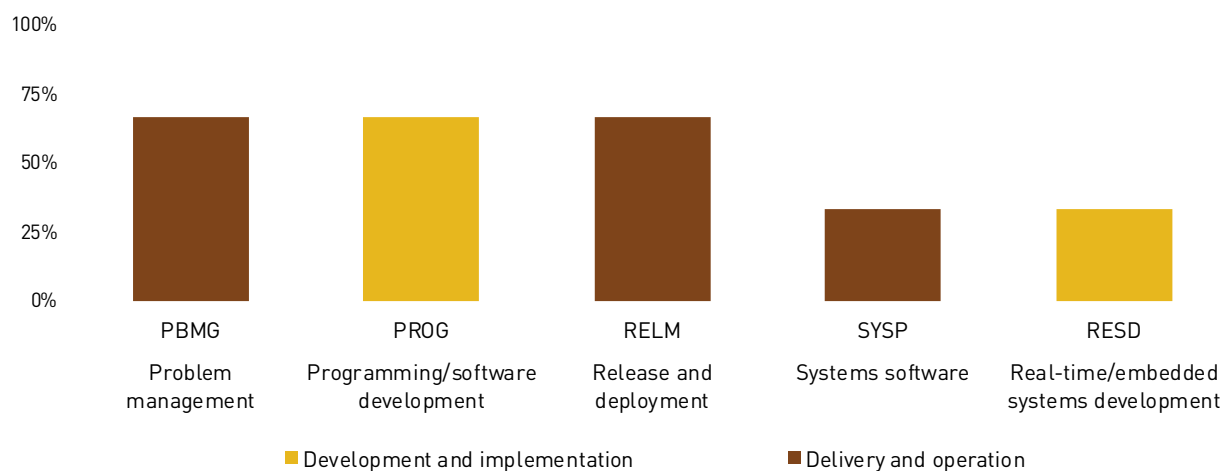 100%
75%
50%
25%
0%
PBMG
PROG
RELM
SYSP
RESD
Problem
management
Programming/software
development
Release and
deployment
Systems software
Real-time/embedded
systems development
Development and implementation
Delivery and operation